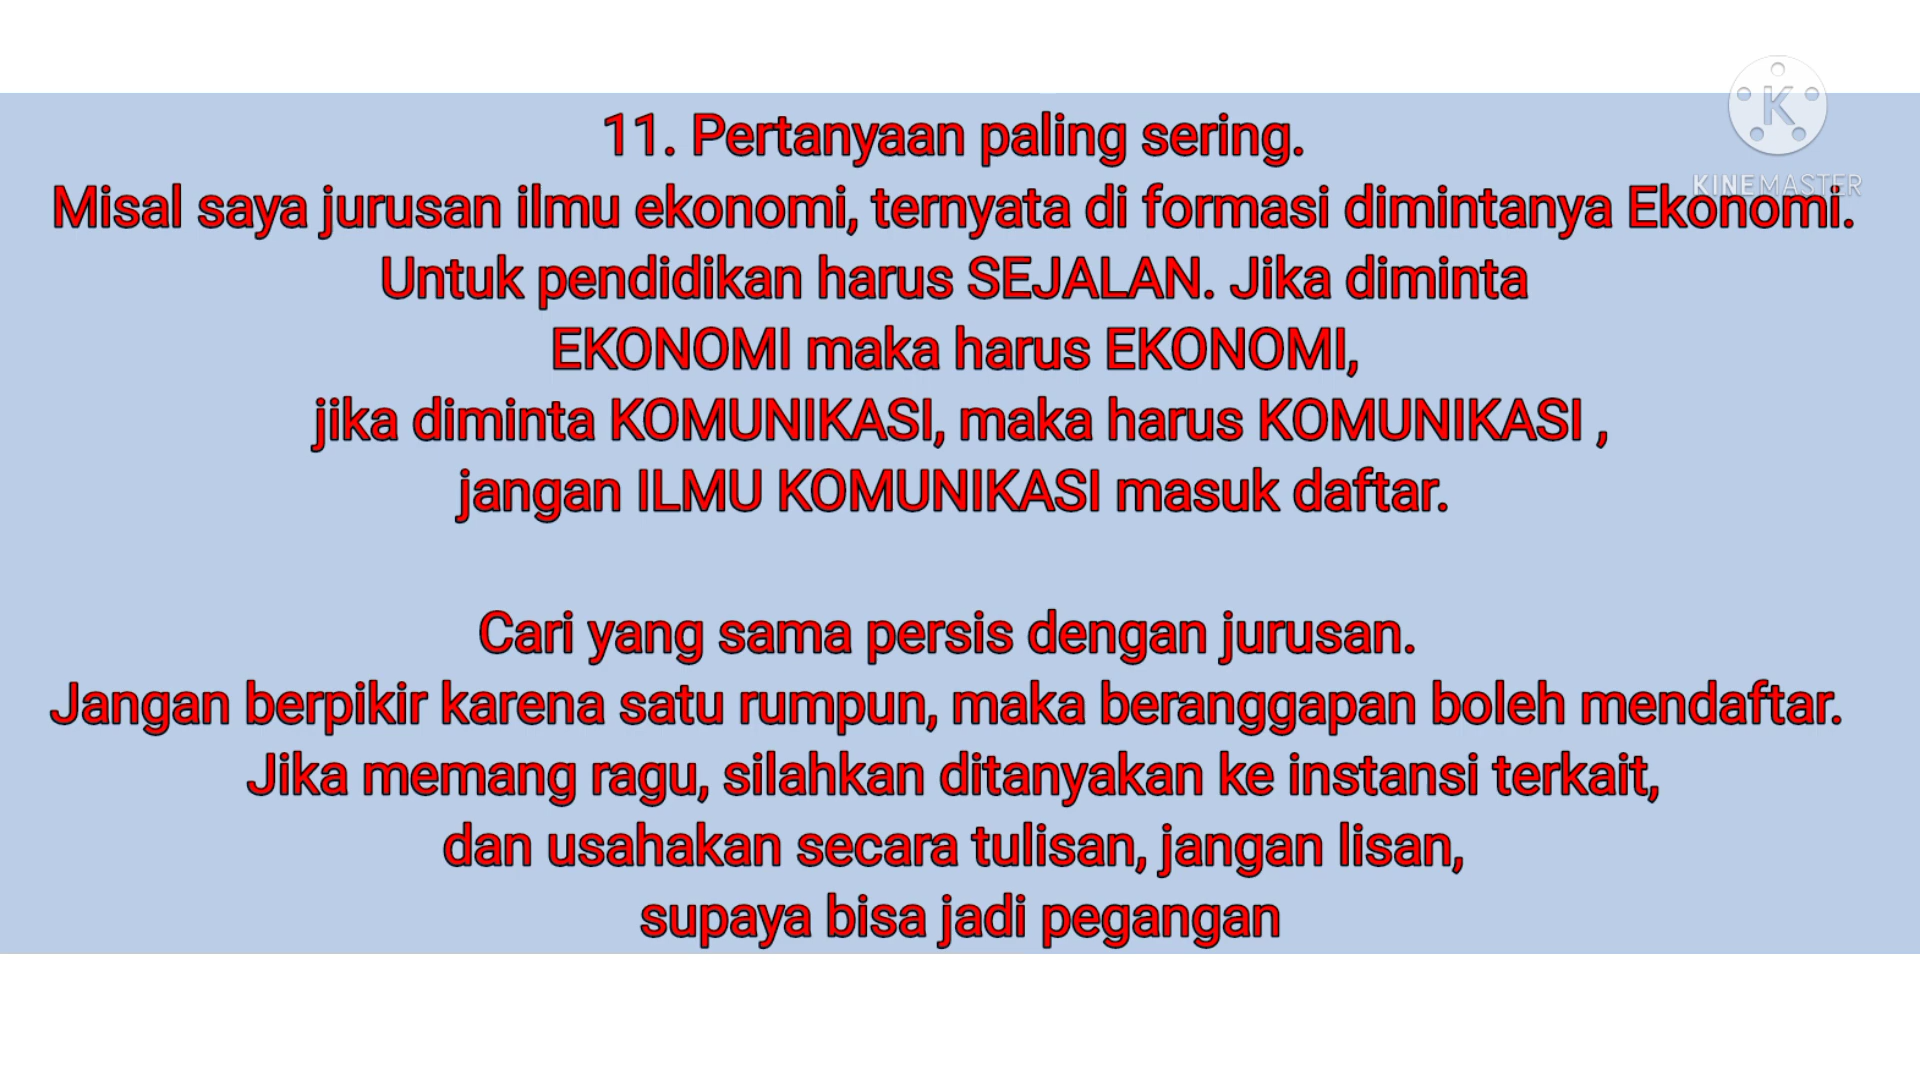 11. Pertanyaan paling sering.
Misal saya jurusan ilmu ekonomi, ternyata di formasi dimintanya Ekonomi.
Untuk pendidikan harus SEJALAN. Jika diminta
EKONOMI maka harus EKONOMI,
jika diminta KOMUNIKASI, maka harus KOMUNIKASI ,
jangan ILMU KOMUNIKASI masuk daftar.
Cari yang sama persis dengan jurusan.
Jangan berpikir karena satu rumpun, maka beranggapan boleh mendaftar.
Jika memang ragu, silahkan ditanyakan ke instansi terkait,
dan usahakan secara tulisan, jangan lisan,
supaya bisa jadi pegangan
K
KINEMASTER